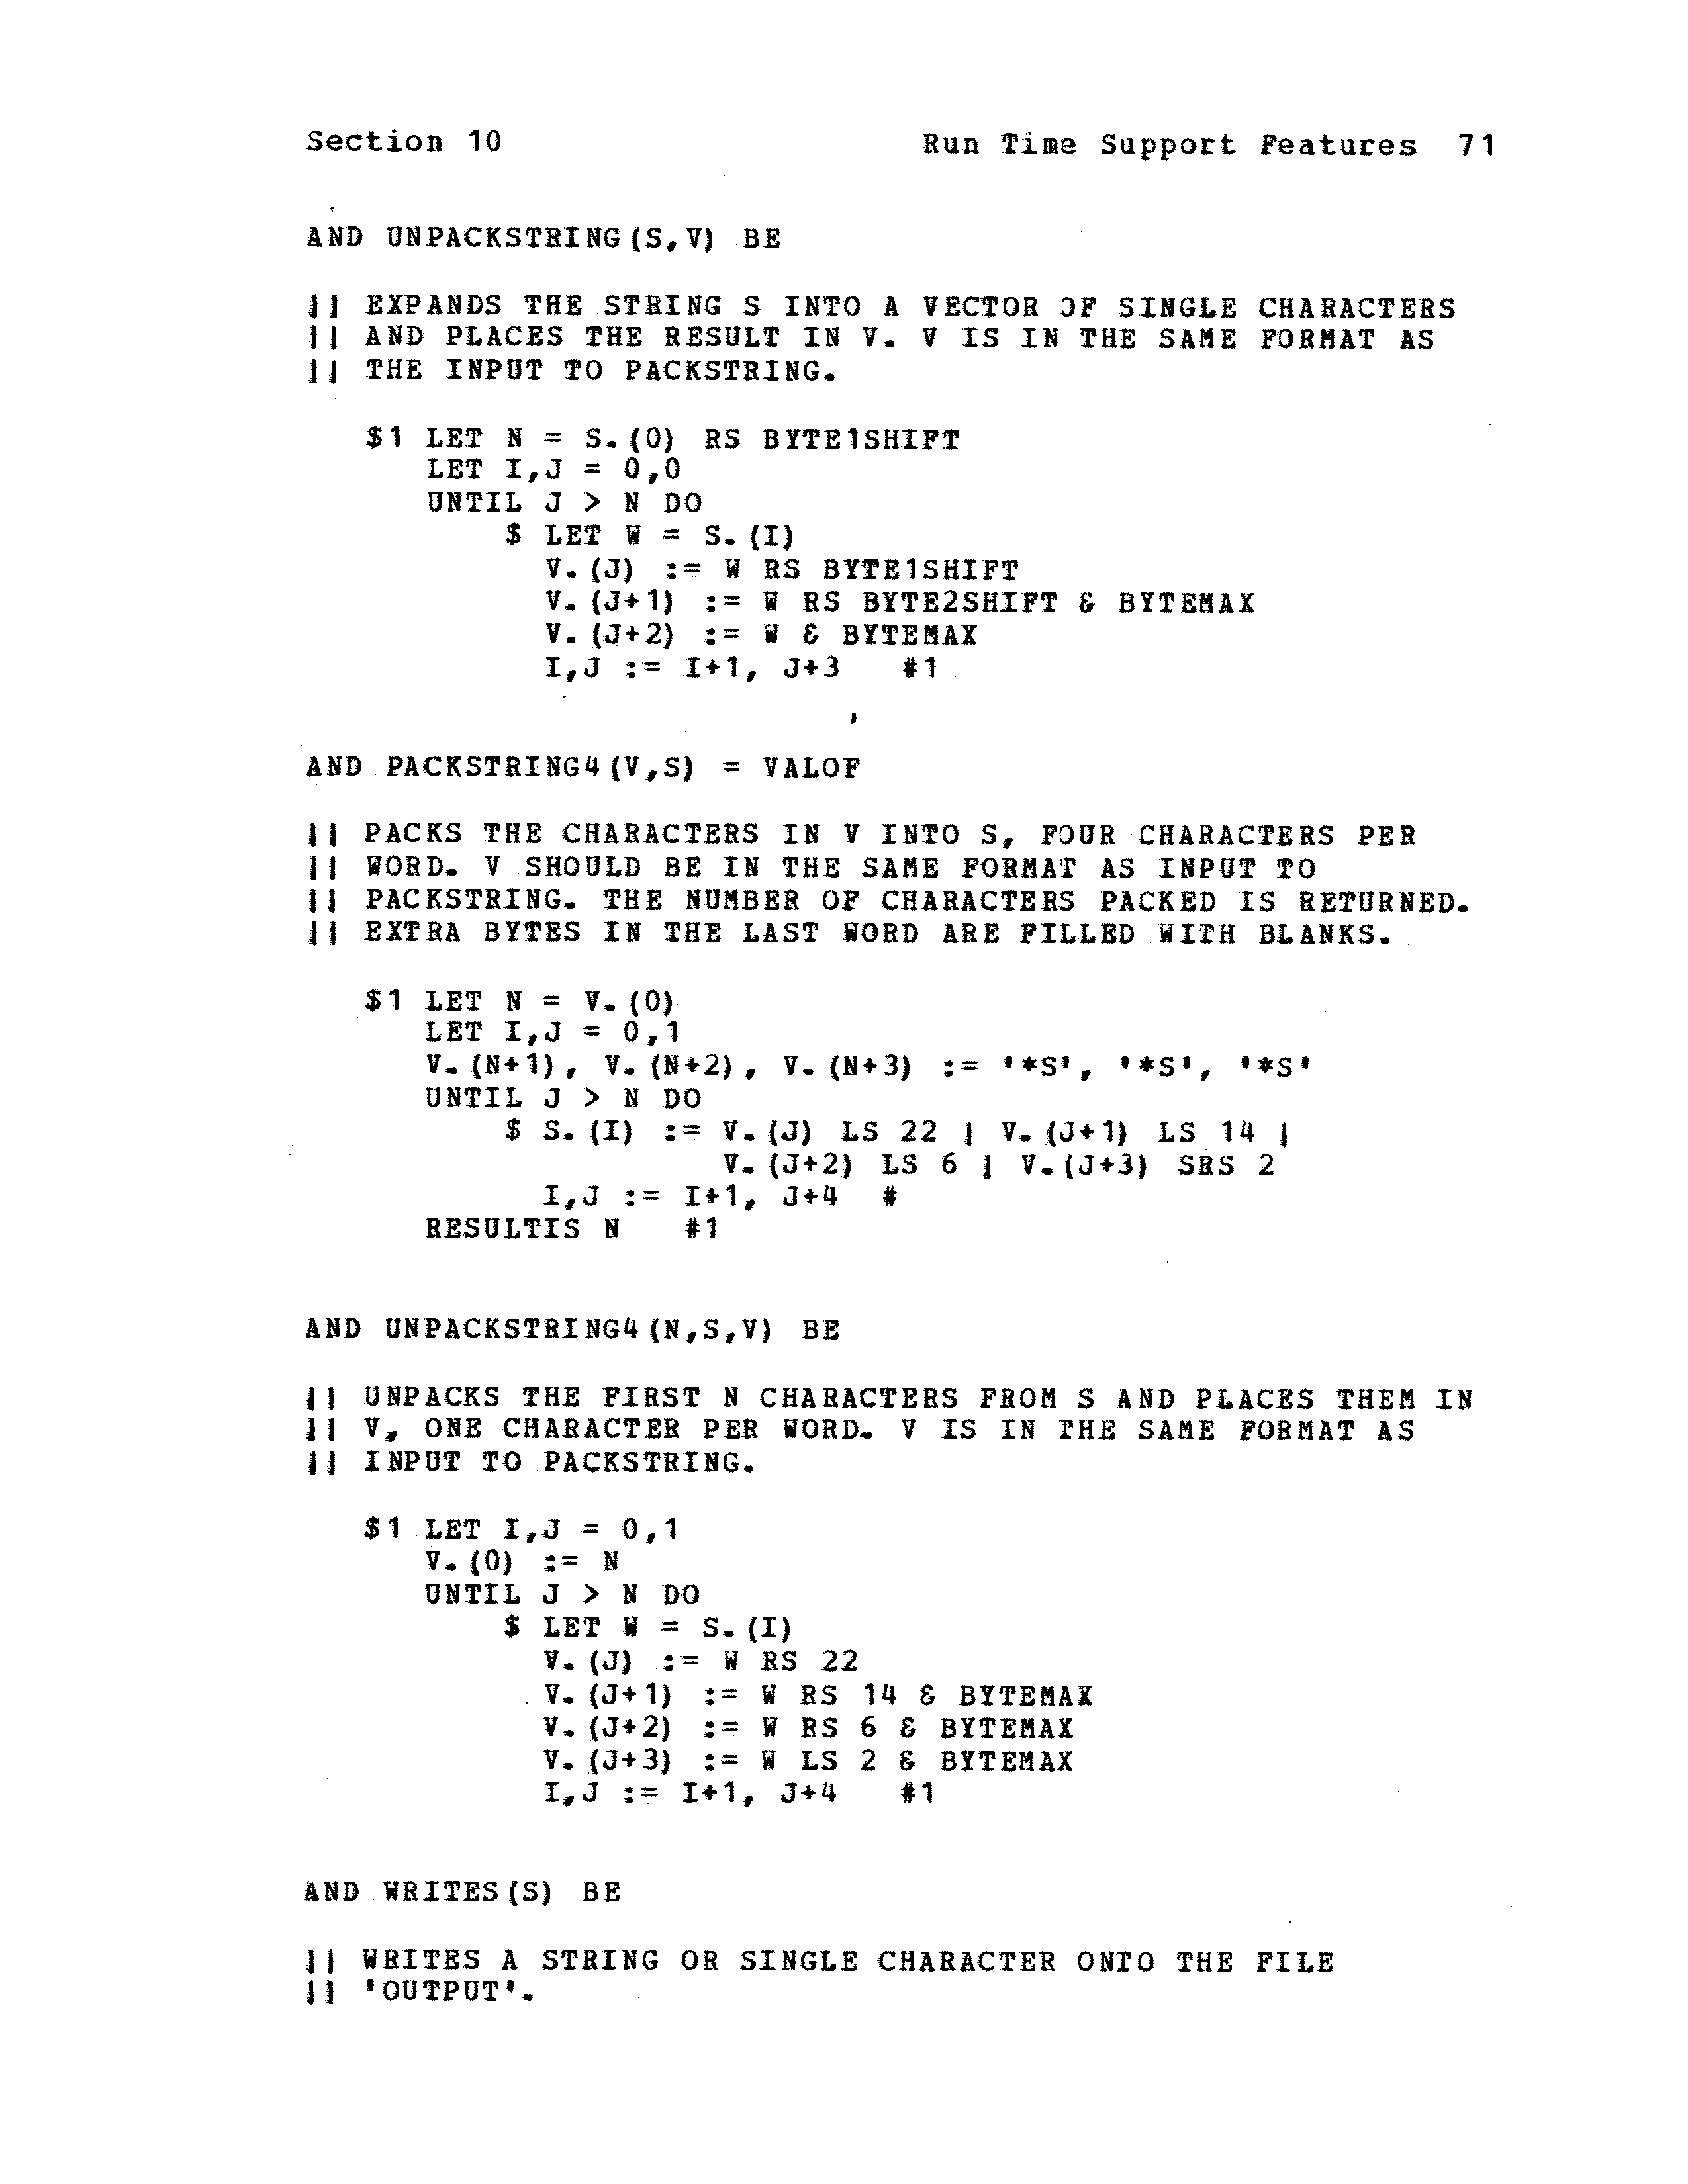 Section 10 Run Time Support Features 71
AND UNPACKSTRING(S,V) BE
|| EXPANDS THE STRING S INTO A VECTOR OF SINGLE CHARACTERS
|| AND PLACES THE RESULT IN V. V IS IN THE SAME FORMAT AS
|| THE INPUT TO PACKSTRING.
$1 LET N = S.(0) RS BYTE1SHIFT
LET I,J = 0,0
UNTIL J > N DO
$ LET W = S.(I)
V.(J) := W RS BYTE1SHIFT
V.(J+1) := W RS BYTE2SHIFT & BYTEMAX
V.(J+2) := W & BYTEMAX
I,J := I+1, J+3 #1
AND PACKSTRING4(V,S) = VALOF
|| PACKS THE CHARACTERS IN V INTO S, FOUR CHARACTERS PER
|| WORD. V SHOULD BE IN THE SAME FORMAT AS INPUT TO
|| PACKSTRING. THE NUMBER OF CHARACTERS PACKED IS RETURNED.
|| EXTRA BYTES IN THE LAST WORD ARE FILLED WITH BLANKS.
$1 LET N = V.(0)
LET I,J = 0,1
V.(N+1), V.(N+2), V.(N+3) := '*S', '*S', '*S'
UNTIL J > N DO
$ S.(I) := V.(J) LS 22 | V.(J+1) LS 14 |
V.(J+2) LS 6 | V.(J+3) SRS 2
I,J := I+1, J+4 #
RESULTIS N #1
AND UNPACKSTRING4(N,S,V) BE
|| UNPACKS THE FIRST N CHARACTERS FROM S AND PLACES THEM IN
|| V, ONE CHARACTER PER WORD. V IS IN THE SAME FORMAT AS
|| INPUT TO PACKSTRING.
$1 LET I,J = 0,1
V.(0) := N
UNTIL J > N DO
$ LET W = S.(I)
V.(J) := W RS 22
V.(J+1) := W RS 14 & BYTEMAX
V.(J+2) := W RS 6 & BYTEMAX
V.(J+3) := W LS 2 & BYTEMAX
I,J := I+1, J+4 #1
AND WRITES(S) BE
|| WRITES A STRING OR SINGLE CHARACTER ONTO THE FILE
|| 'OUTPUT'.